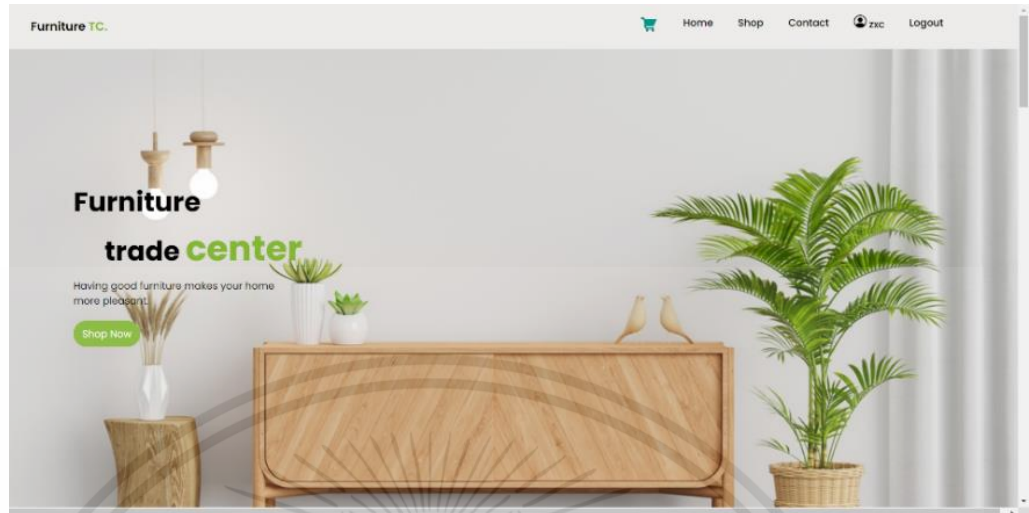 Furniture TC.
Home Shop Contact zxc Logout
Furniture
trade center
Having good furniture makes your home
more pleasant.
Shop Now